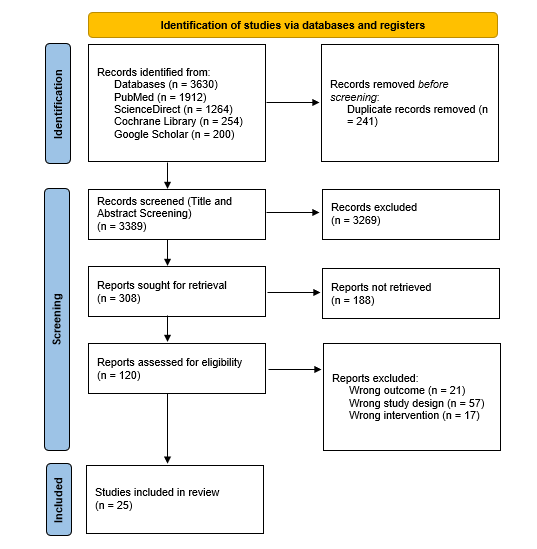 Identification of studies via databases and registers
Identification
Records identified from:
Databases (n = 3630)
PubMed (n = 1912)
ScienceDirect (n = 1264)
Cochrane Library (n = 254)
Google Scholar (n = 200)
Records removed before
screening:
Duplicate records removed (n
= 241)
Screening
Records screened (Title and
Abstract Screening)
(n = 3389)
Records excluded
(n = 3269)
Reports sought for retrieval
(n = 308)
Reports not retrieved
(n = 188)
Reports assessed for eligibility
(n = 120)
Reports excluded:
Wrong outcome (n = 21)
Wrong study design (n = 57)
Wrong intervention (n = 17)
Included
Studies included in review
(n = 25)